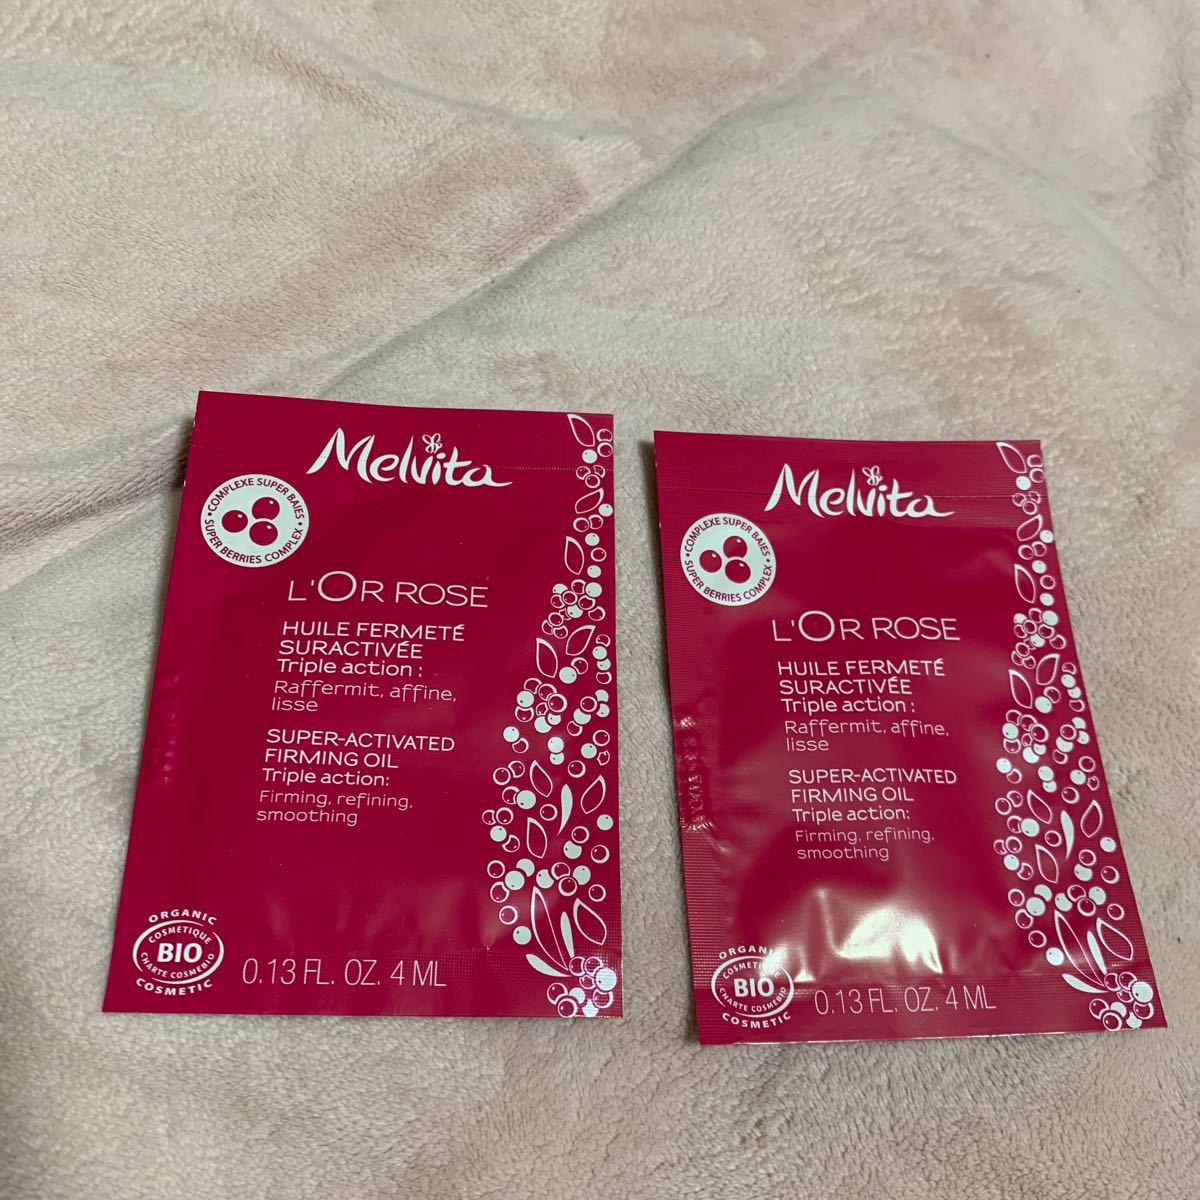 Melvita
• COMPLEXE SUPER BAIES •
SUPER BERRIES COMPLEX
L'OR ROSE
HUILE FERMETÉ
SURACTIVÉE
Triple action :
Raffermit, affine,
lisse
SUPER-ACTIVATED
FIRMING OIL
Triple action:
Firming, refining,
smoothing
ORGANIC
COSMETIQUE
BIO
CHARTE COSMEBIO
COSMETIC
0.13 FL. OZ. 4 ML
Melvita
• COMPLEXE SUPER BAIES •
SUPER BERRIES COMPLEX
L'OR ROSE
HUILE FERMETÉ
SURACTIVÉE
Triple action :
Raffermit, affine,
lisse
SUPER-ACTIVATED
FIRMING OIL
Triple action:
Firming, refining,
smoothing
ORGANIC
COSMETIQUE
BIO
CHARTE COSMEBIO
COSMETIC
0.13 FL. OZ. 4 ML